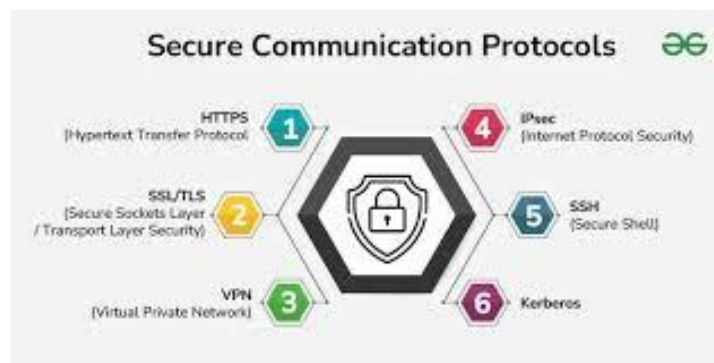 Secure Communication Protocols
HTTPS
(Hypertext Transfer Protocol
1
SSL/TLS
(Secure Sockets Layer
/ Transport Layer Security)
2
VPN
(Virtual Private Network)
3
4
IPsec
(Internet Protocol Security)
5
SSH
(Secure Shell)
6
Kerberos